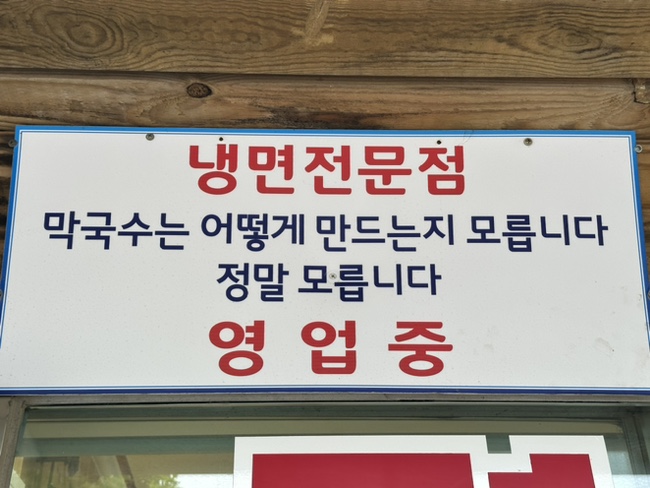 냉면전문점
막국수는 어떻게 만드는지 모릅니다
정말 모릅니다
영업중